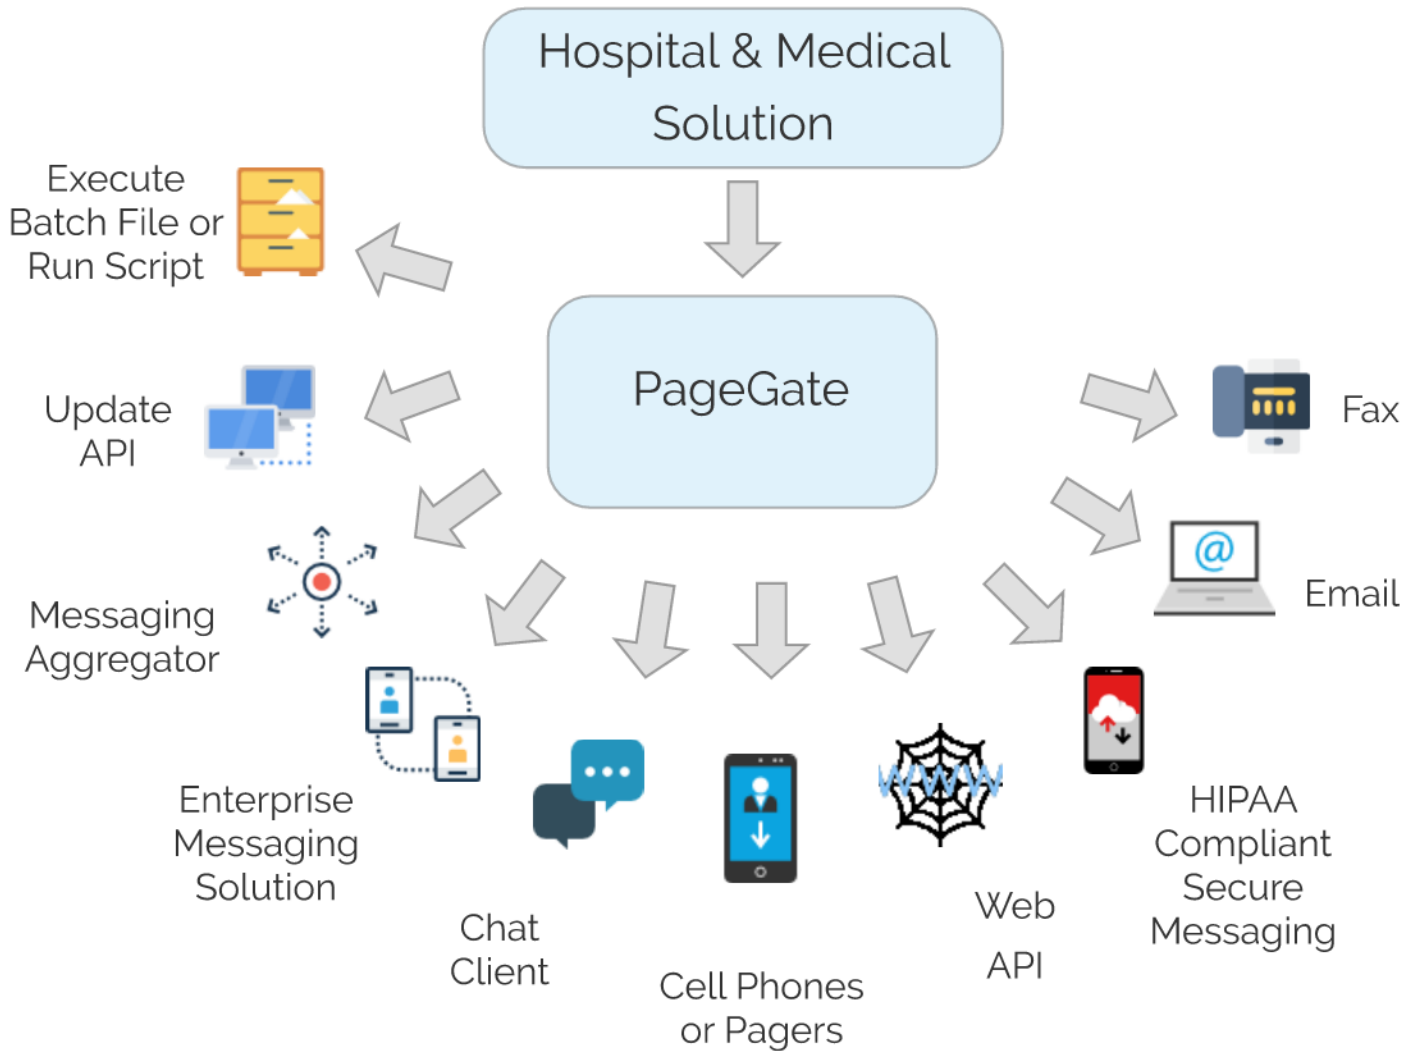 Hospital & Medical
Solution
Execute
Batch File or
Run Script
PageGate
Update
API
Fax
Messaging
Aggregator
@
Email
Enterprise
Messaging
Solution
Chat
Client
Cell Phones
or Pagers
WWW
Web
API
HIPAA
Compliant
Secure
Messaging